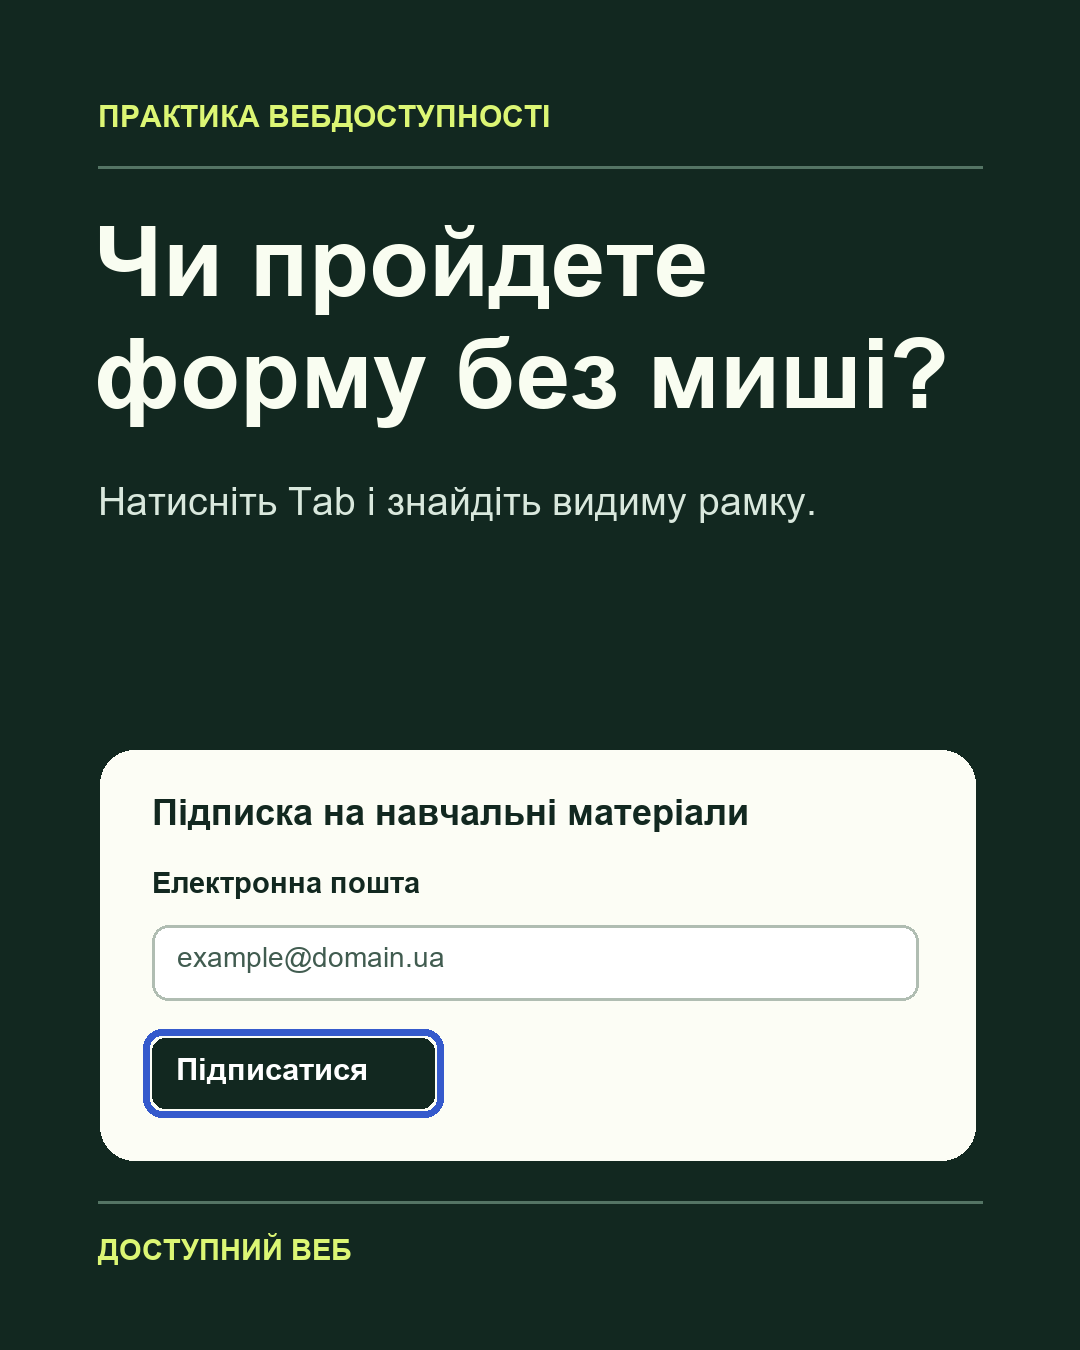 ПРАКТИКА ВЕБДОСТУПНОСТІ
Чи пройдете
форму без миші?
Натисніть Tab і знайдіть видиму рамку.
Підписка на навчальні матеріали
Електронна пошта
example@domain.ua
Підписатися
ДОСТУПНИЙ ВЕБ